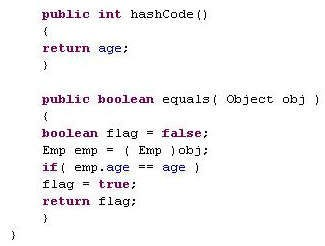 public int hashCode()
{
return age;
}
public boolean equals( Object obj )
{
boolean flag = false;
Emp emp = ( Emp )obj;
if( emp.age == age )
flag = true;
return flag;
}
}